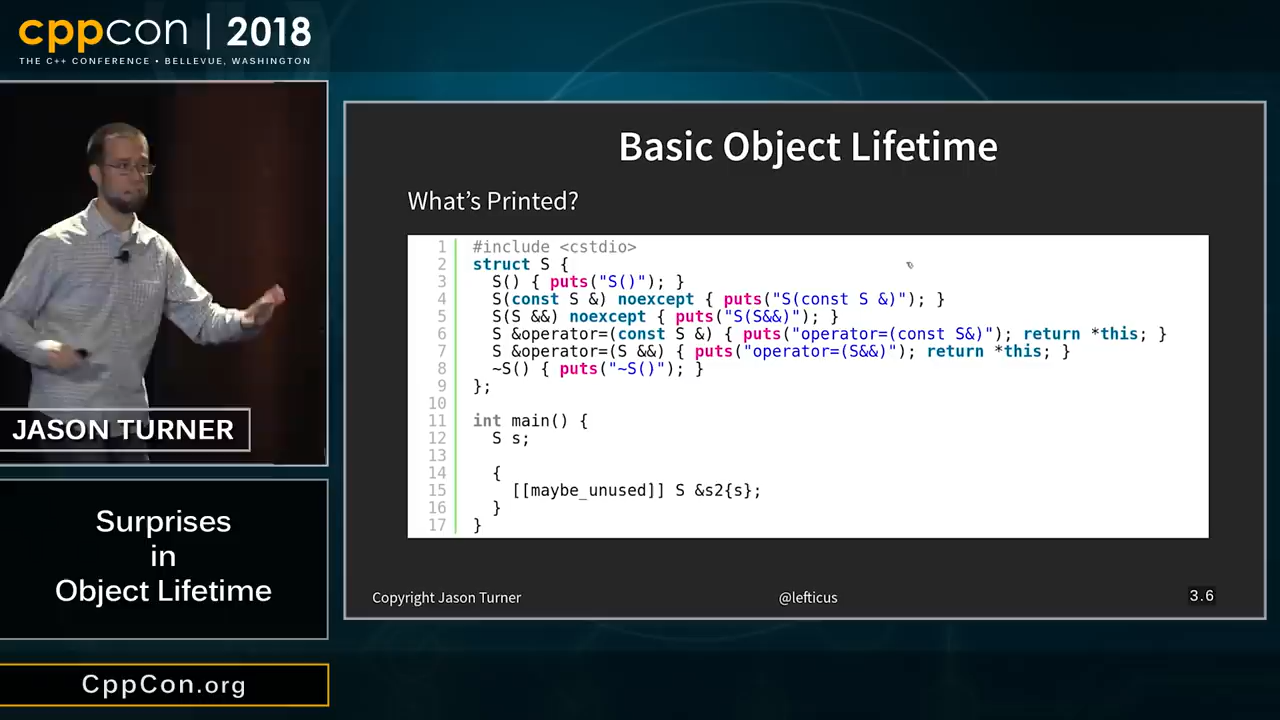 cppcon | 2018
THE C++ CONFERENCE • BELLEVUE, WASHINGTON
JASON TURNER
Surprises
in
Object Lifetime
CppCon.org
Basic Object Lifetime
What's Printed?
1 #include <cstdio>
2 struct S {
3 S() { puts("S()"); }
4 S(const S &) noexcept { puts("S(const S &)"); }
5 S(S &&) noexcept { puts("S(S&&)"); }
6 S &operator=(const S &) { puts("operator=(const S&)"); return *this; }
7 S &operator=(S &&) { puts("operator=(S&&)"); return *this; }
8 ~S() { puts("~S()"); }
9 };
10
11 int main() {
12 S s;
13
14 {
15 [[maybe_unused]] S &s2{s};
16 }
17 }
Copyright Jason Turner
@lefticus
3.6